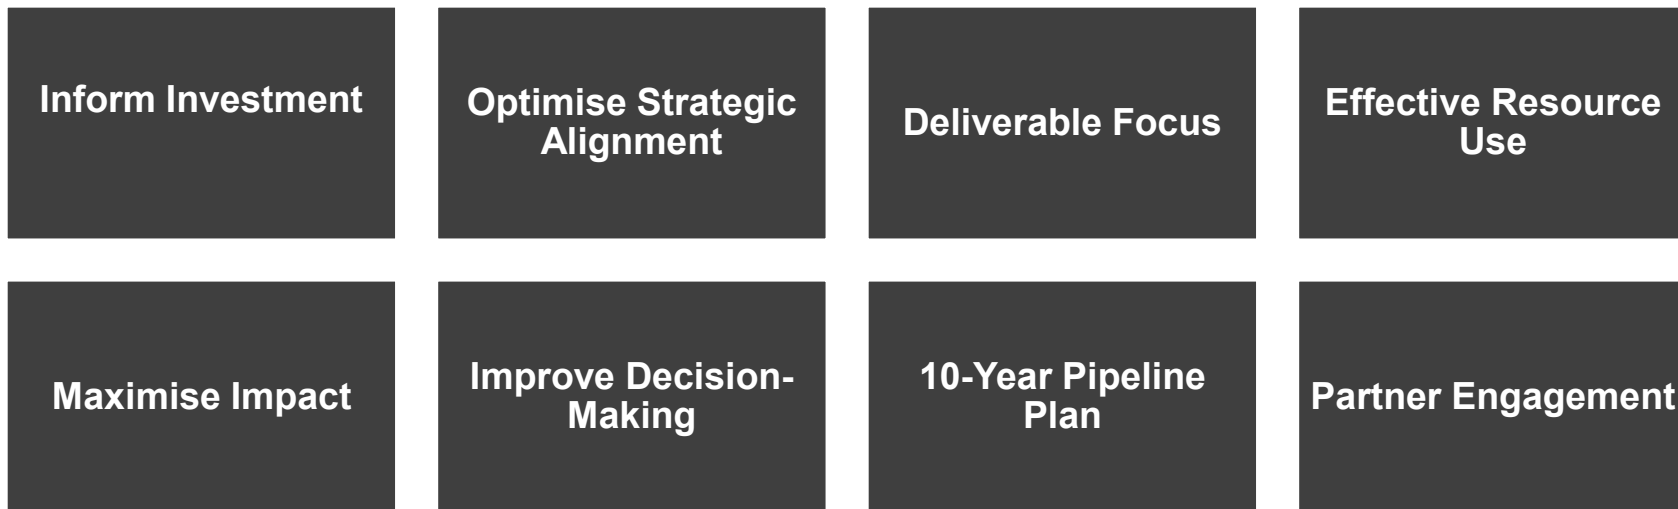 Inform Investment
Optimise Strategic
Alignment
Deliverable Focus
Effective Resource
Use
Maximise Impact
Improve Decision-
Making
10-Year Pipeline
Plan
Partner Engagement